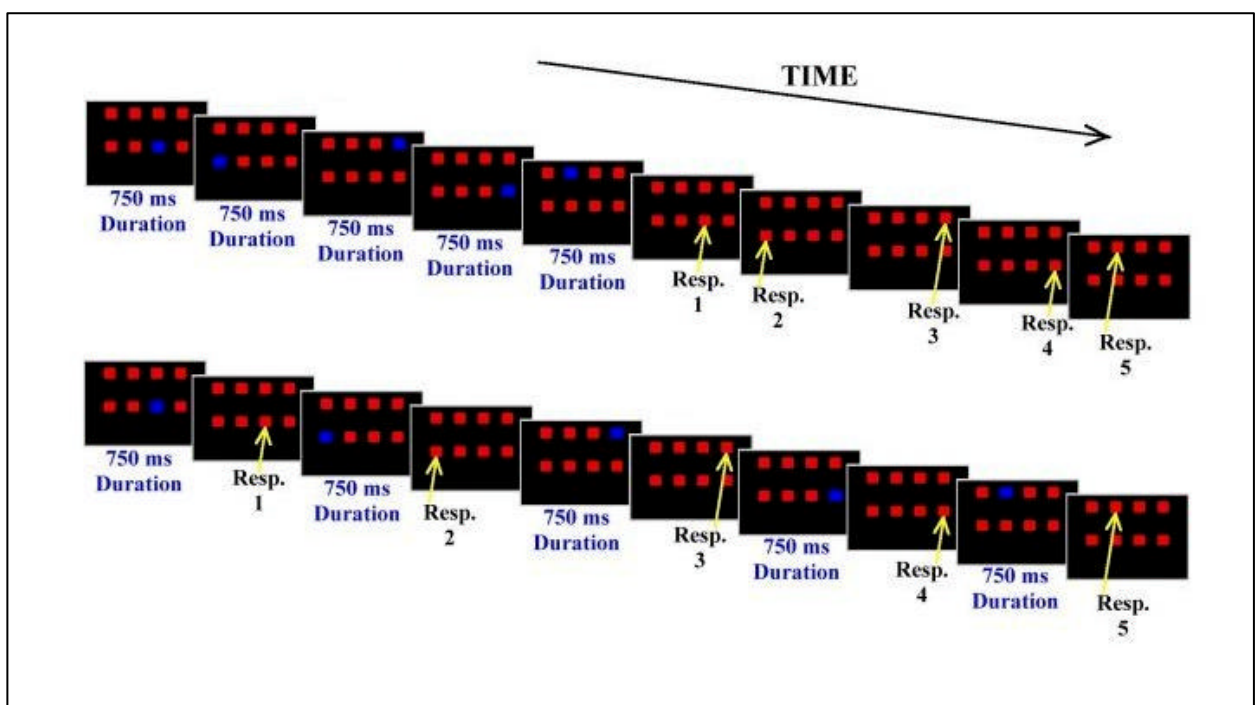 TIME
750 ms
Duration
750 ms
Duration
750 ms
Duration
750 ms
Duration
750 ms
Duration
Resp.
1
Resp.
2
Resp.
3
Resp.
4
Resp.
5
750 ms
Duration
Resp.
1
750 ms
Duration
Resp.
2
750 ms
Duration
Resp.
3
750 ms
Duration
Resp.
4
750 ms
Duration
Resp.
5